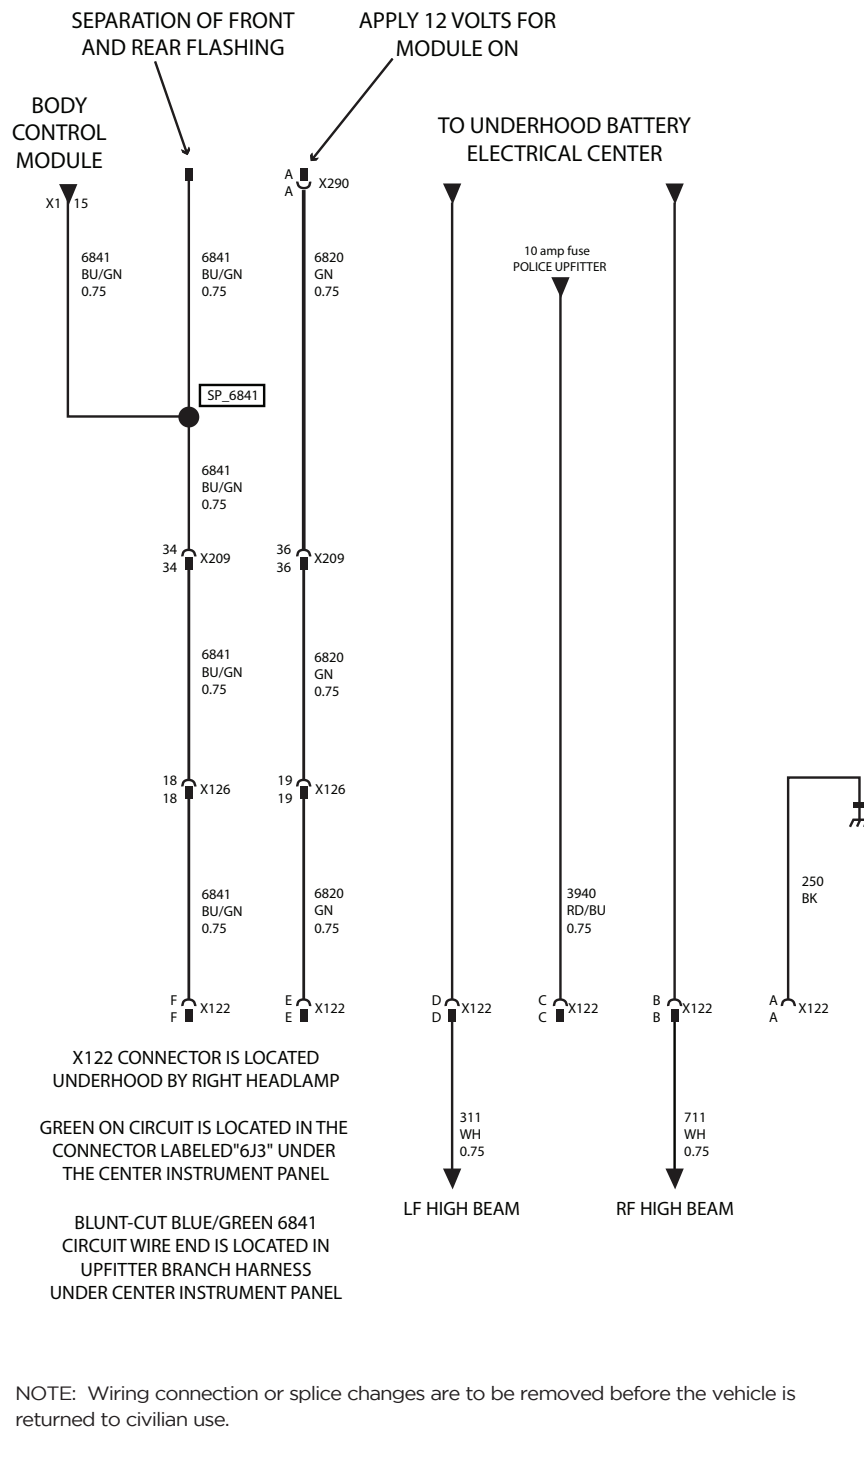 SEPARATION OF FRONT
AND REAR FLASHING
APPLY 12 VOLTS FOR
MODULE ON
BODY
CONTROL
MODULE
TO UNDERHOOD BATTERY
ELECTRICAL CENTER
X1 15
A
A
X290
10 amp fuse
POLICE UPFITTER
6841
BU/GN
0.75
6841
BU/GN
0.75
6820
GN
0.75
SP_6841
6841
BU/GN
0.75
34
34
X209
36
36
X209
6841
BU/GN
0.75
6820
GN
0.75
18
18
X126
19
19
X126
6841
BU/GN
0.75
6820
GN
0.75
3940
RD/BU
0.75
250
BK
F
F
X122
E
E
X122
D
D
X122
C
C
X122
B
B
X122
A
A
X122
X122 CONNECTOR IS LOCATED
UNDERHOOD BY RIGHT HEADLAMP
GREEN ON CIRCUIT IS LOCATED IN THE
CONNECTOR LABELED"6J3" UNDER
THE CENTER INSTRUMENT PANEL
311
WH
0.75
711
WH
0.75
LF HIGH BEAM
RF HIGH BEAM
BLUNT-CUT BLUE/GREEN 6841
CIRCUIT WIRE END IS LOCATED IN
UPFITTER BRANCH HARNESS
UNDER CENTER INSTRUMENT PANEL
NOTE: Wiring connection or splice changes are to be removed before the vehicle is
returned to civilian use.